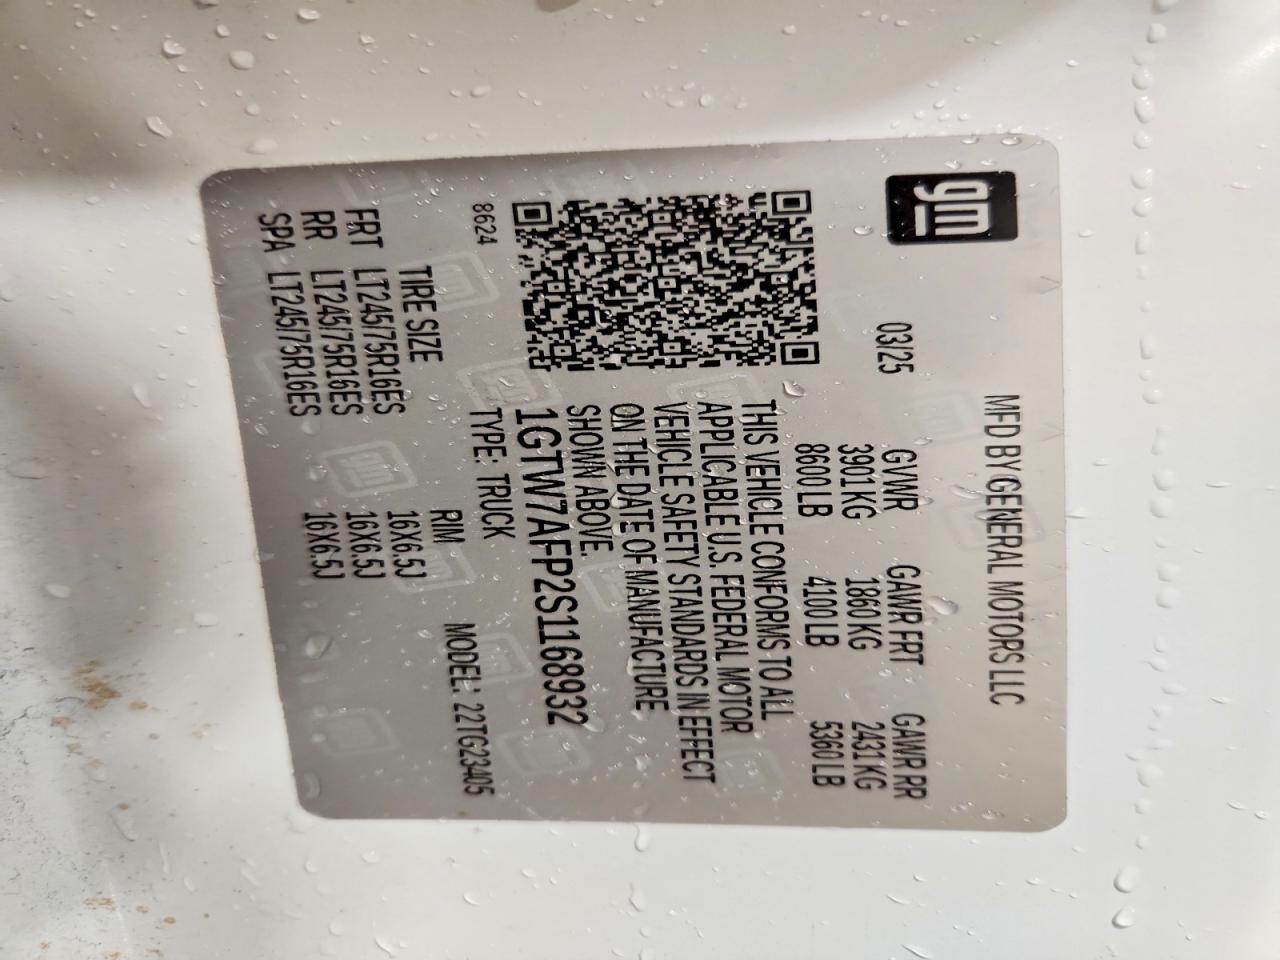 gm
MFD BY GENERAL MOTORS LLC
03/25 GVWR GAWR FRT GAWR RR
3901 KG 1860 KG 2431 KG
8600 LB 4100 LB 5360 LB
THIS VEHICLE CONFORMS TO ALL
APPLICABLE U.S. FEDERAL MOTOR
VEHICLE SAFETY STANDARDS IN EFFECT
ON THE DATE OF MANUFACTURE
SHOWN ABOVE.
1GTW7AFP2S1168932
8624 TYPE: TRUCK MODEL: 22TG23405
TIRE SIZE RIM
FRT LT245/75R16ES 16X6.5J
RR LT245/75R16ES 16X6.5J
SPA LT245/75R16ES 16X6.5J